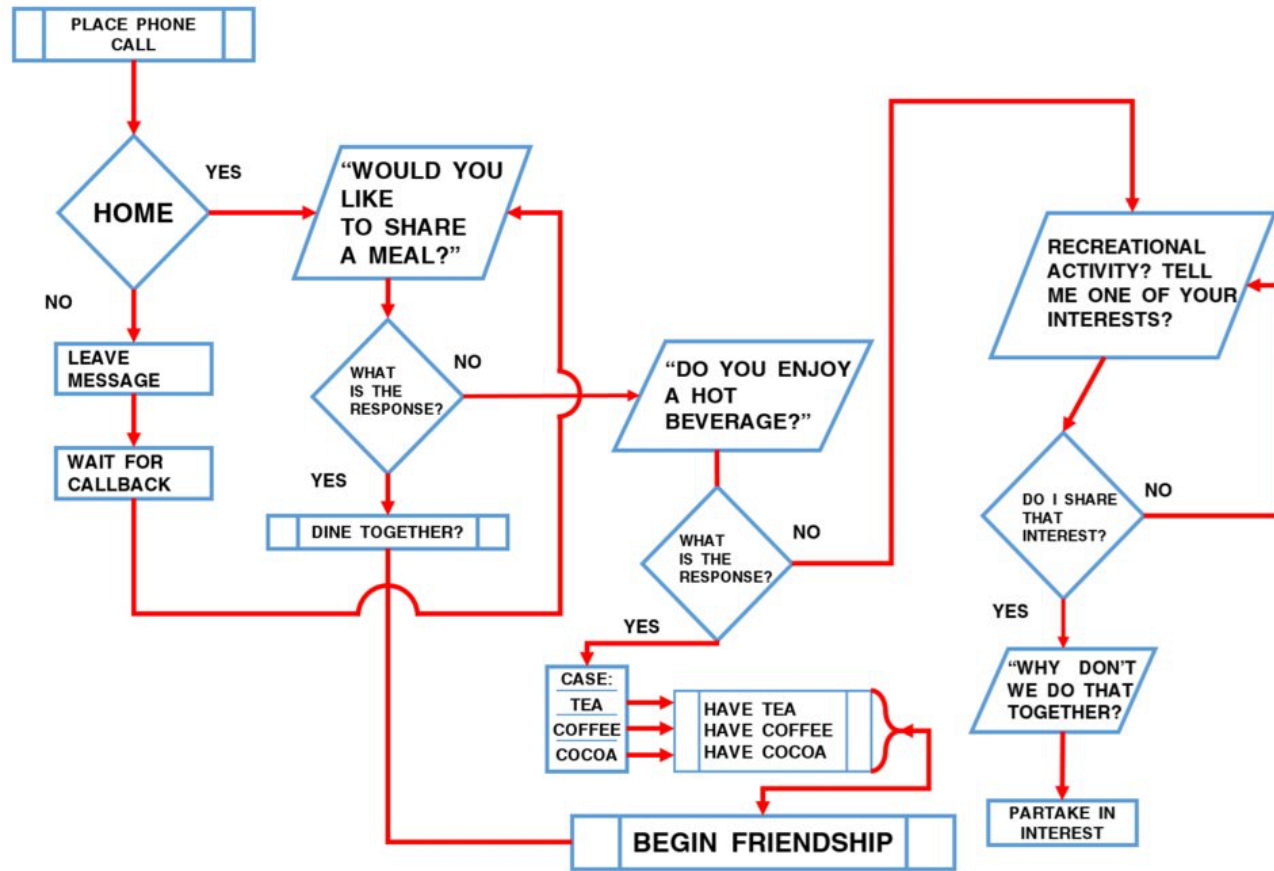 PLACE PHONE
CALL
HOME
YES
NO
LEAVE
MESSAGE
WAIT FOR
CALLBACK
“WOULD YOU
LIKE
TO SHARE
A MEAL?”
WHAT
IS THE
RESPONSE?
NO
YES
DINE TOGETHER?
“DO YOU ENJOY
A HOT
BEVERAGE?”
WHAT
IS THE
RESPONSE?
NO
YES
CASE:
TEA
COFFEE
COCOA
HAVE TEA
HAVE COFFEE
HAVE COCOA
BEGIN FRIENDSHIP
RECREATIONAL
ACTIVITY? TELL
ME ONE OF YOUR
INTERESTS?
DO I SHARE
THAT
INTEREST?
NO
YES
“WHY DON’T
WE DO THAT
TOGETHER?
PARTAKE IN
INTEREST